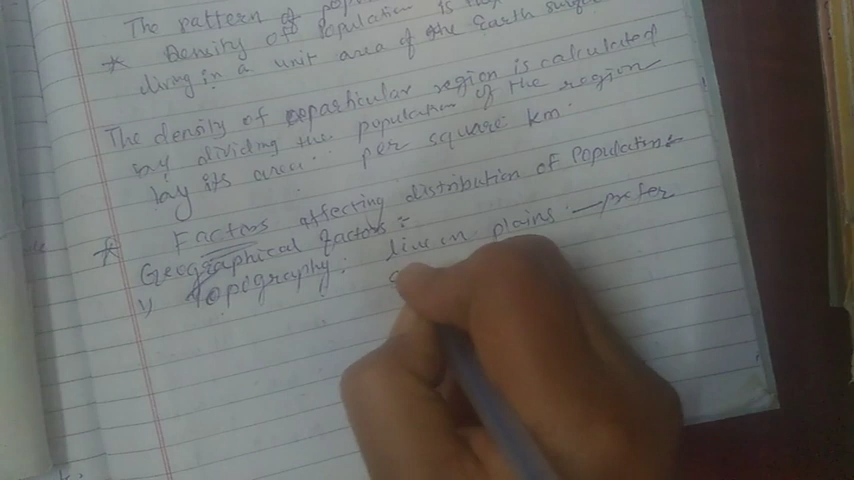 The pattern of
* Density of Population is
living in a unit area of the Earth
The density of particular region is calculated
by dividing the population of the region
by its area. per square km.
* Factors affecting distribution of Population :-
Geographical factors :-
1) Topography : live in plains - prefer